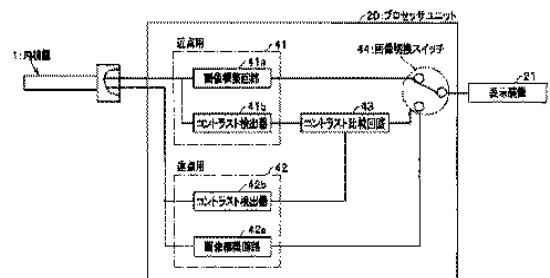 20:プロセッサユニット
近点用
41
44:画像切換スイッチ
1:内視鏡
41a
画像構築回路
21
表示装置
41b
コントラスト検出器
43
コントラスト比較回路
遠点用
42
42b
コントラスト検出器
42a
画像構築回路